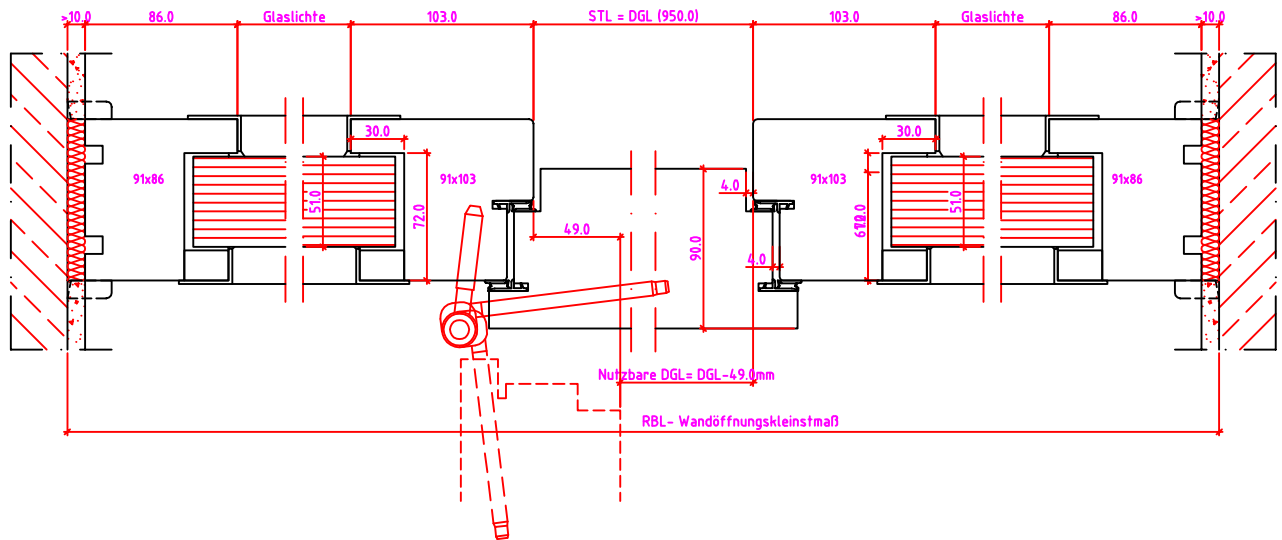 >10.0 86.0 Glaslichte 103.0 STL = DGL (950.0) 103.0 Glaslichte 86.0 >10.0
30.0 30.0
91x86 91x103 4.0 91x103 91x86
51.0 72.0 51.0
49.0 90.0
4.0
Nutzbare DGL= DGL-49.0mm
RBL- Wandöffnungskleinstmaß